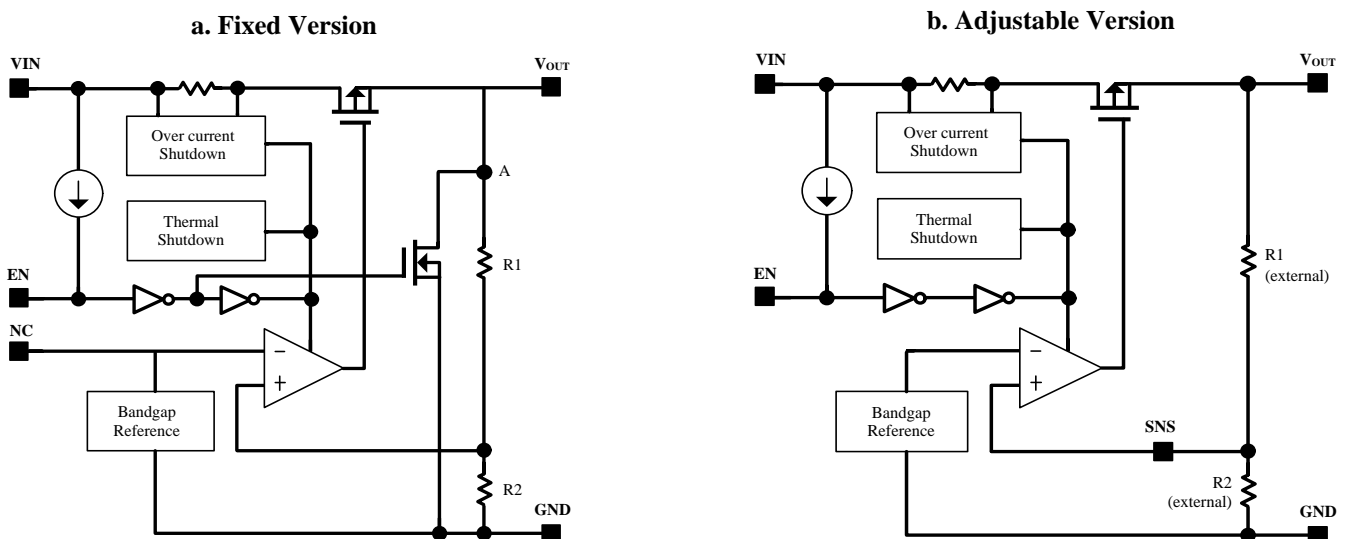 a. Fixed Version
VIN
VOUT
Over current
Shutdown
A
Thermal
Shutdown
R1
EN
NC
−
+
Bandgap
Reference
R2
GND
b. Adjustable Version
VIN
VOUT
Over current
Shutdown
Thermal
Shutdown
R1
(external)
EN
−
+
Bandgap
Reference
SNS
R2
(external)
GND